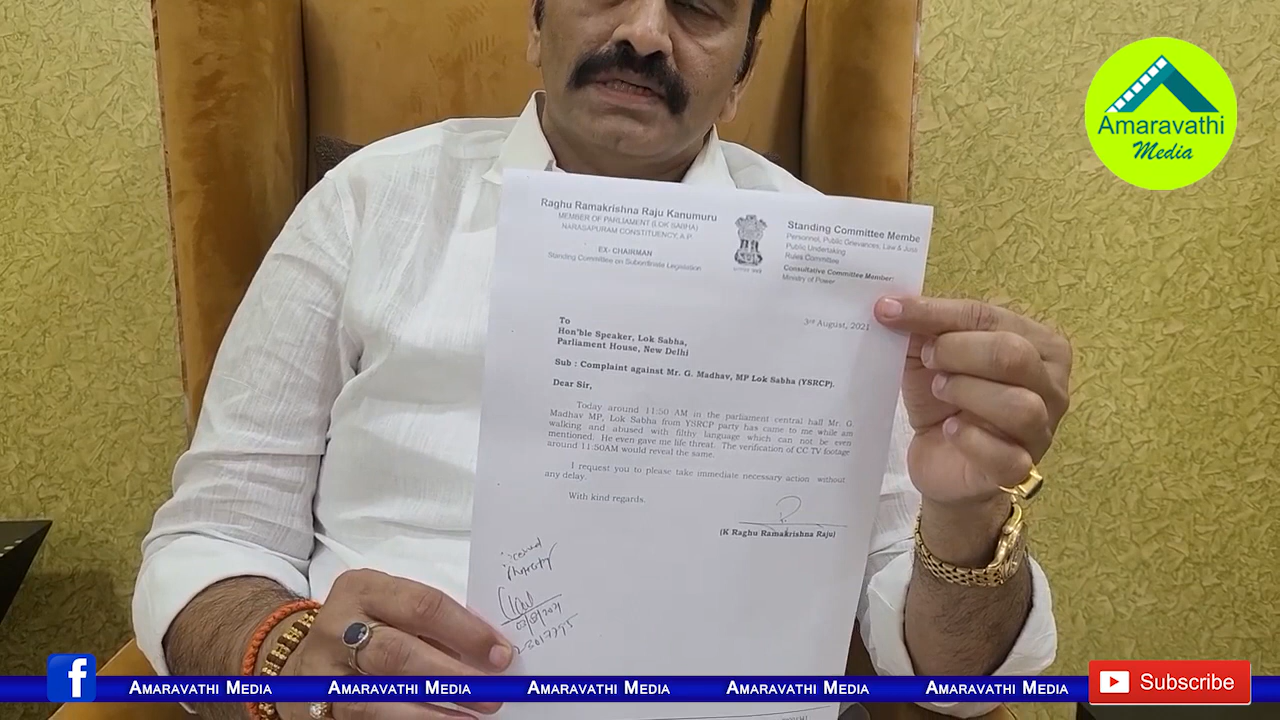 Amaravathi
Media
Raghu Ramakrishna Raju Kanumuru
MEMBER OF PARLIAMENT (LOK SABHA)
NARASAPURAM CONSTITUENCY, A.P.
EX- CHAIRMAN
Standing Committee on Subordinate Legislation
Standing Committee Membe
Personnel, Public Grievances, Law & Juss
Public Undertaking
Rules Committee
Consultative Committee Member:
Ministry of Power
3rd August, 2021
To
Hon'ble Speaker, Lok Sabha,
Parliament House, New Delhi
Sub : Complaint against Mr. G. Madhav, MP Lok Sabha (YSRCP).
Dear Sir,
Today around 11:50 AM in the parliament central hall Mr. G.
Madhav MP, Lok Sabha from YSRCP party has came to me while am
walking and abused with filthy language which can not be even
mentioned. He even gave me life threat. The verification of CC TV footage
around 11:50AM would reveal the same.
I request you to please take immediate necessary action without
any delay.
With kind regards.
(K Raghu Ramakrishna Raju)
f Amaravathi Media Amaravathi Media Amaravathi Media Amaravathi Media Amaravathi Media
Subscribe